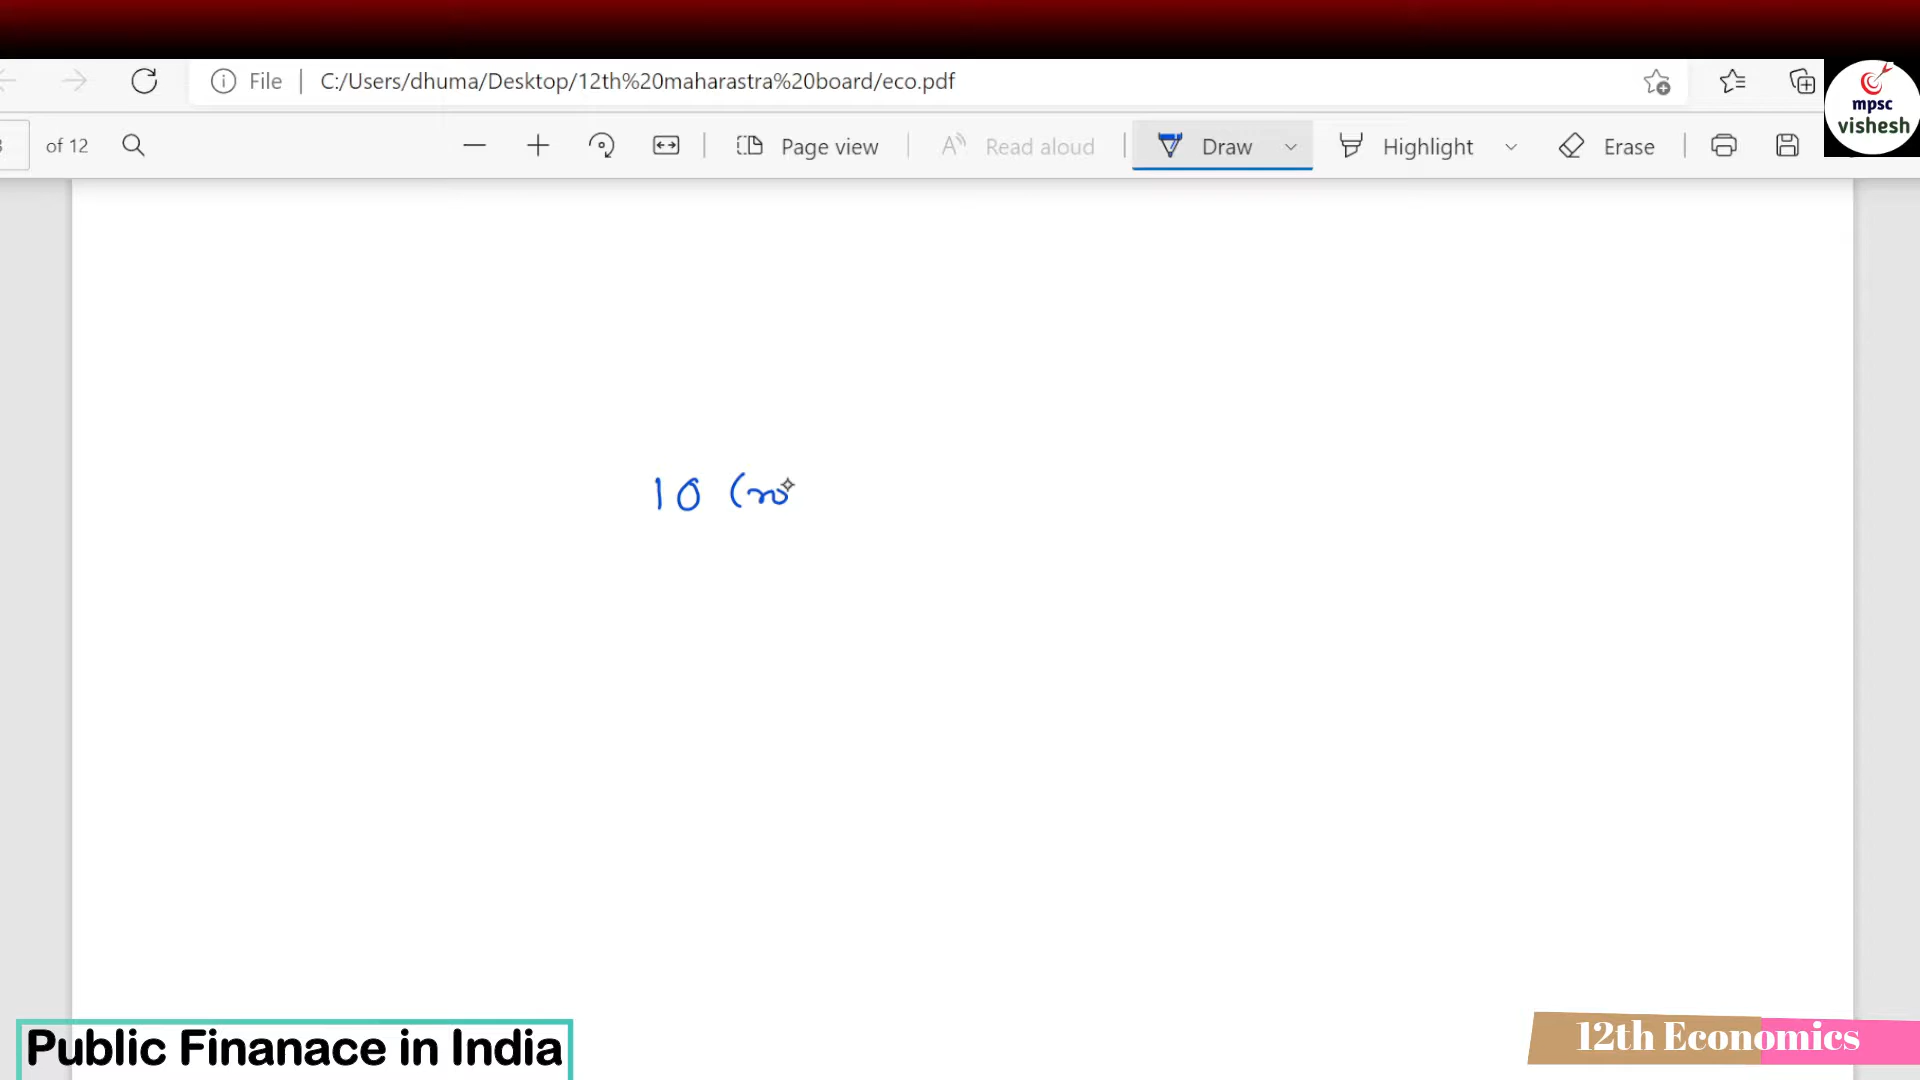 File | C:/Users/dhuma/Desktop/12th%20maharastra%20board/eco.pdf
mpsc
vishesh
of 12 Page view Read aloud Draw Highlight Erase
10
Public Finanace in India
12th Economics